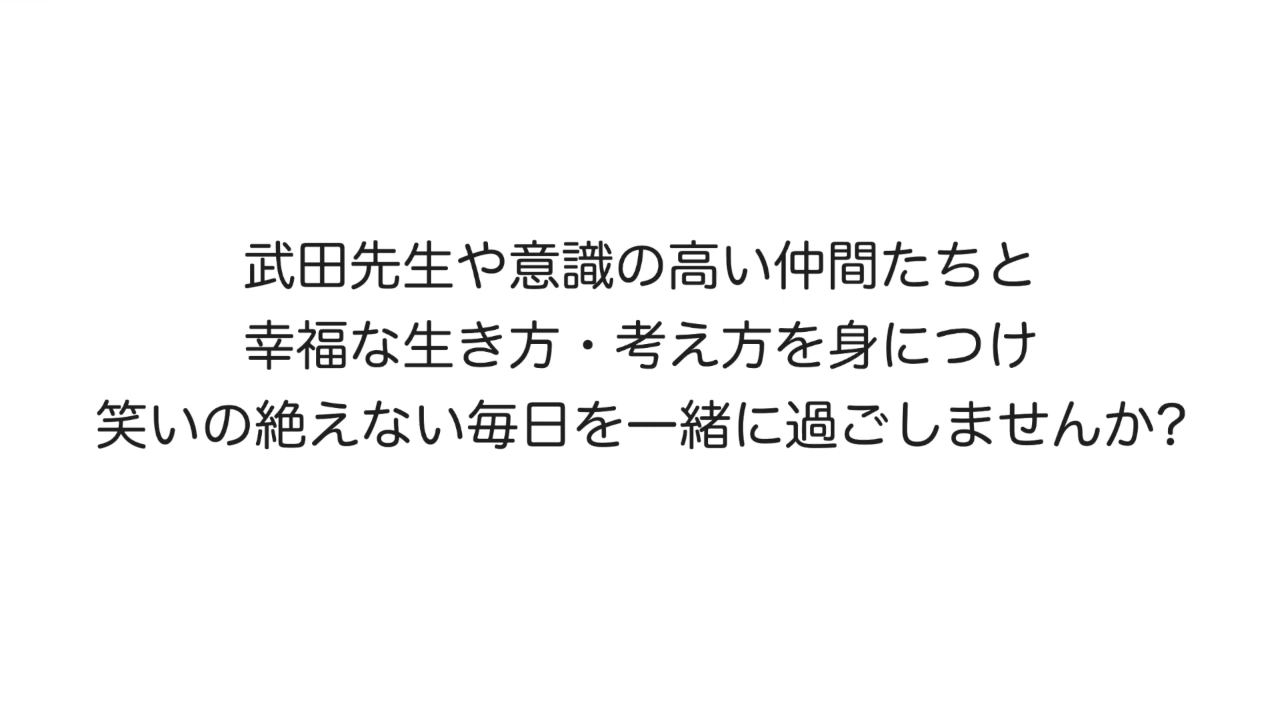 武田先生や意識の高い仲間たちと
幸福な生き方・考え方を身につけ
笑いの絶えない毎日を一緒に過ごしませんか?